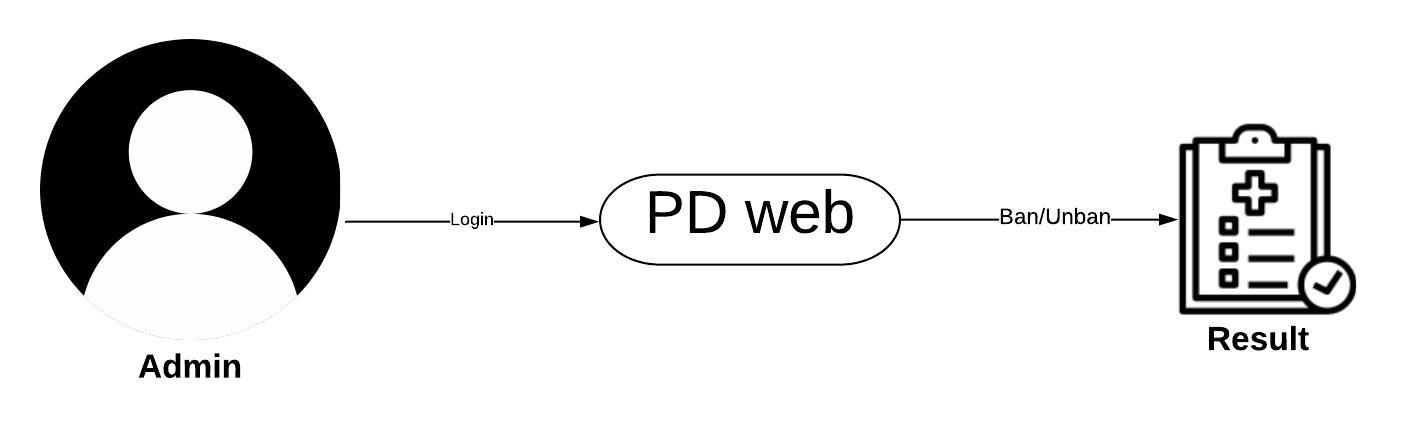 Login
PD web
Ban/Unban
Admin
Result